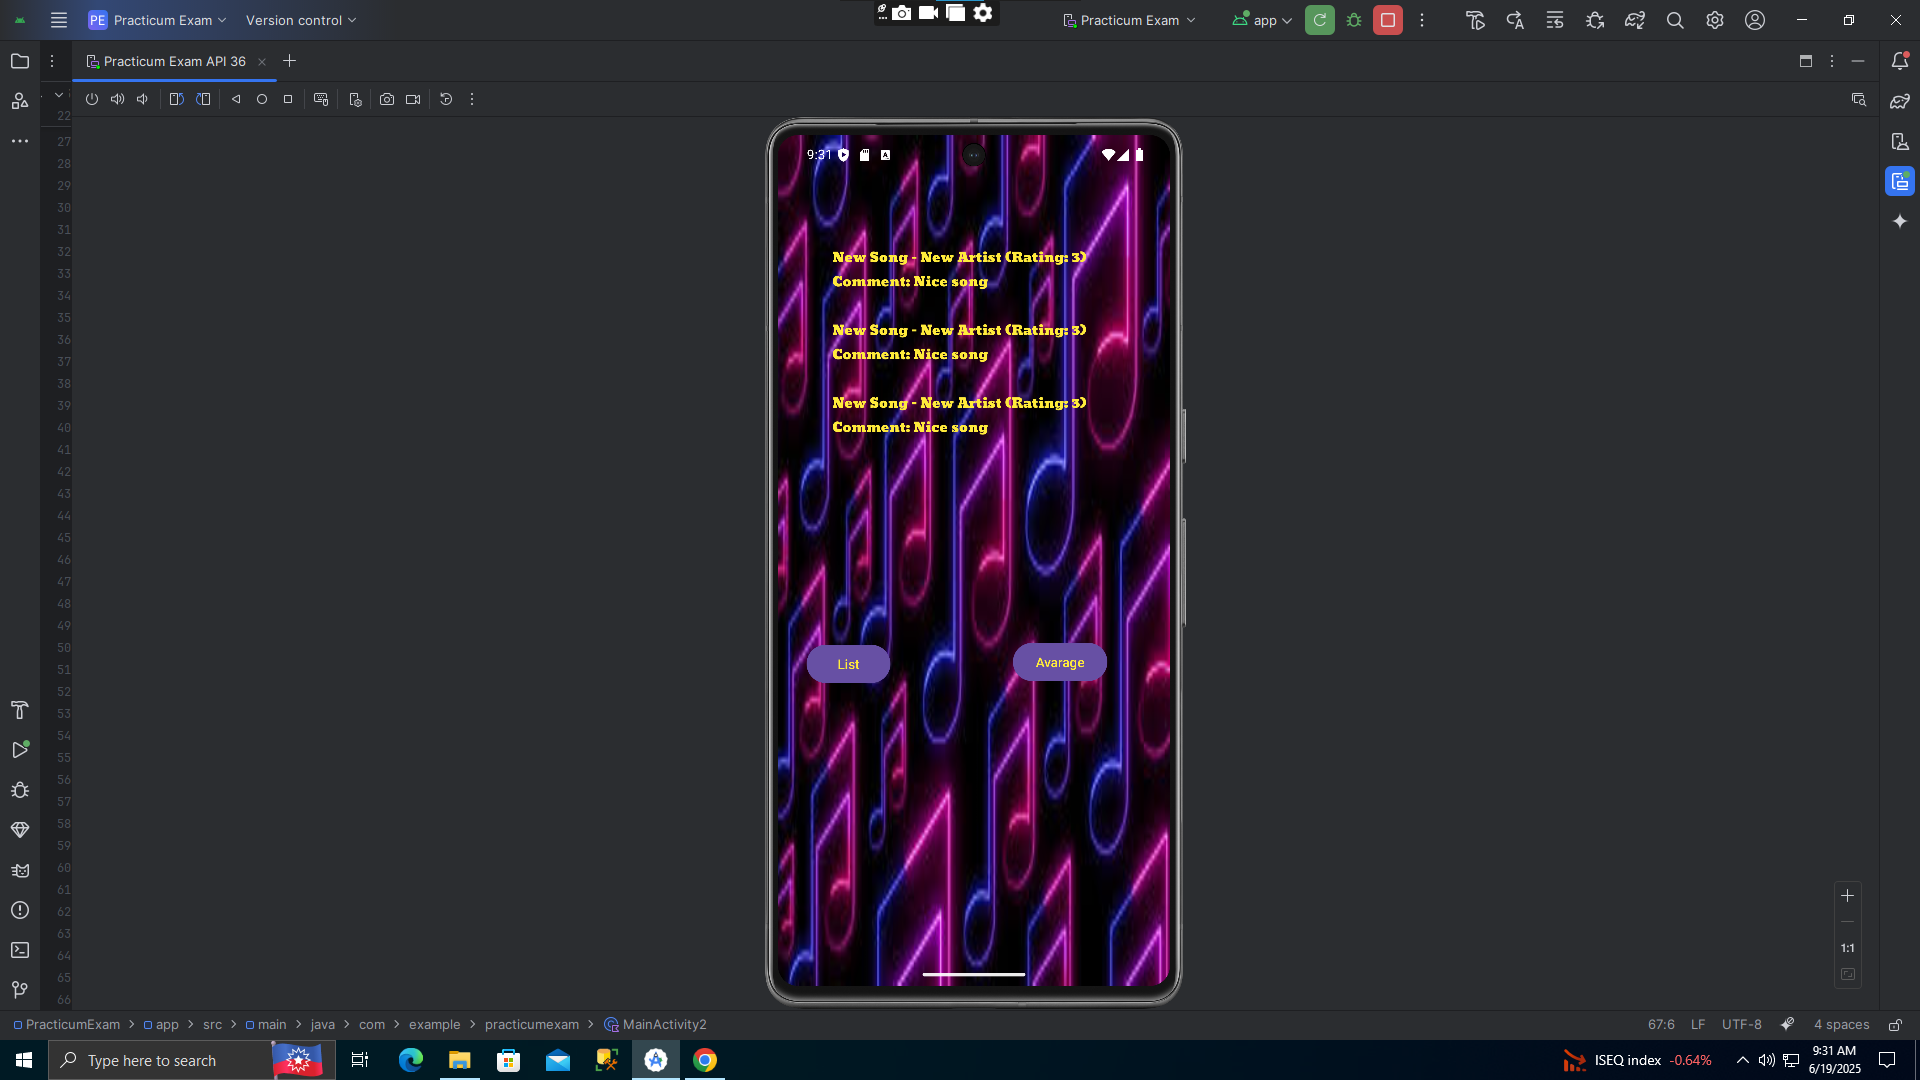 PE Practicum Exam Version control
Practicum Exam app
Practicum Exam API 36
22
27
28
29
30
31
32
33
34
35
36
37
38
39
40
41
42
43
44
45
46
47
48
49
50
51
52
53
54
55
56
57
58
59
60
61
62
63
64
65
66
9:31
New Song - New Artist (Rating: 3)
Comment: Nice song
New Song - New Artist (Rating: 3)
Comment: Nice song
New Song - New Artist (Rating: 3)
Comment: Nice song
List
Avarage
1:1
PracticumExam > app > src > main > java > com > example > practicumexam > MainActivity2
67:6 LF UTF-8 4 spaces
Type here to search
ISEQ index -0.64%
9:31 AM
6/19/2025